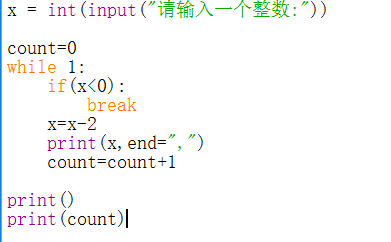 x = int(input("请输入一个整数:"))
count=0
while 1:
    if(x<0):
        break
    x=x-2
    print(x,end=",")
    count=count+1
print()
print(count)